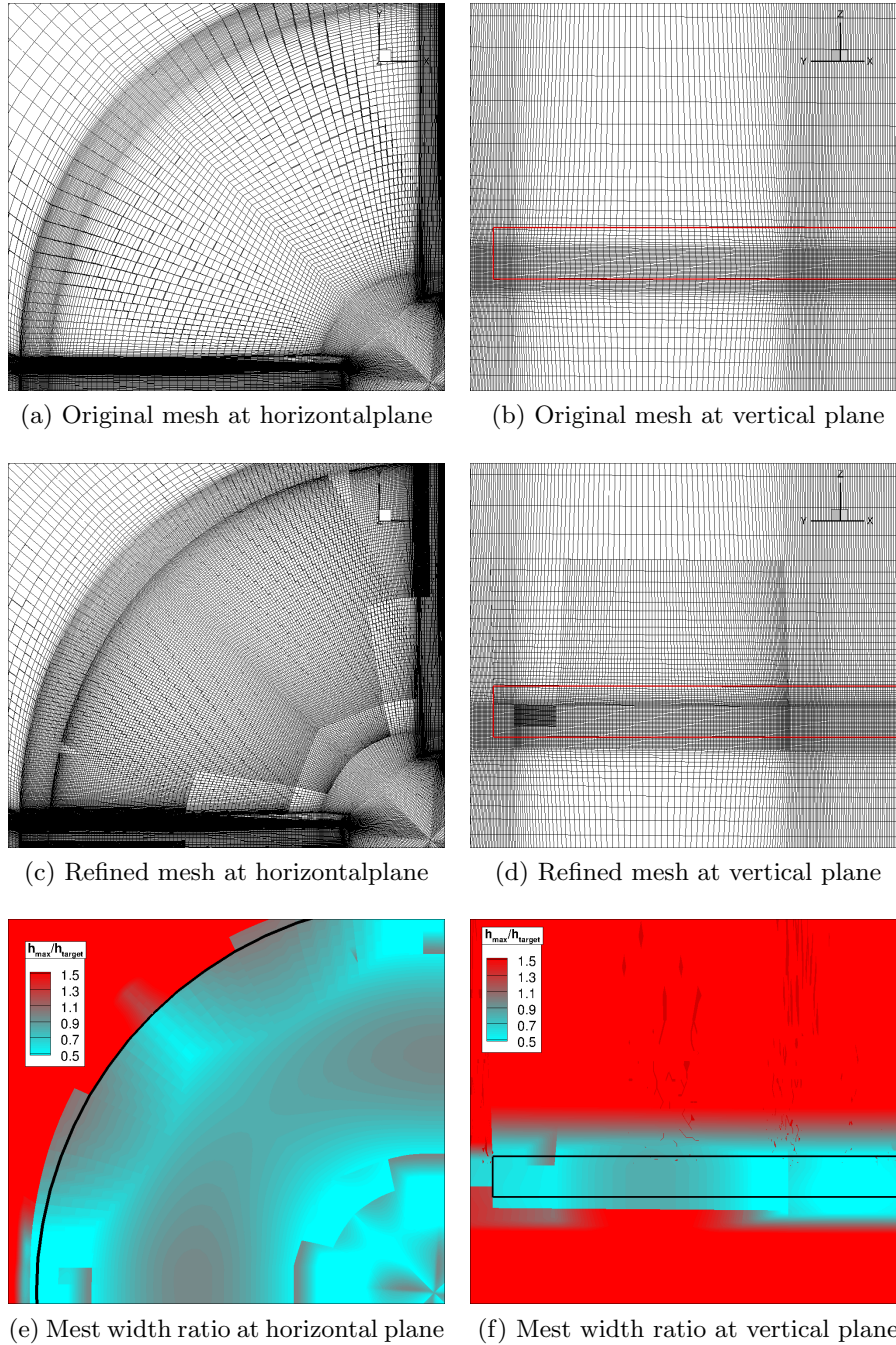 Y
X
Z
Y
X
(a) Original mesh at horizontalplane
(b) Original mesh at vertical plane
Z
Y
X
(c) Refined mesh at horizontalplane
(d) Refined mesh at vertical plane
hmax/htarget
1.5
1.3
1.1
0.9
0.7
0.5
hmax/htarget
1.5
1.3
1.1
0.9
0.7
0.5
(e) Mest width ratio at horizontal plane
(f) Mest width ratio at vertical plane